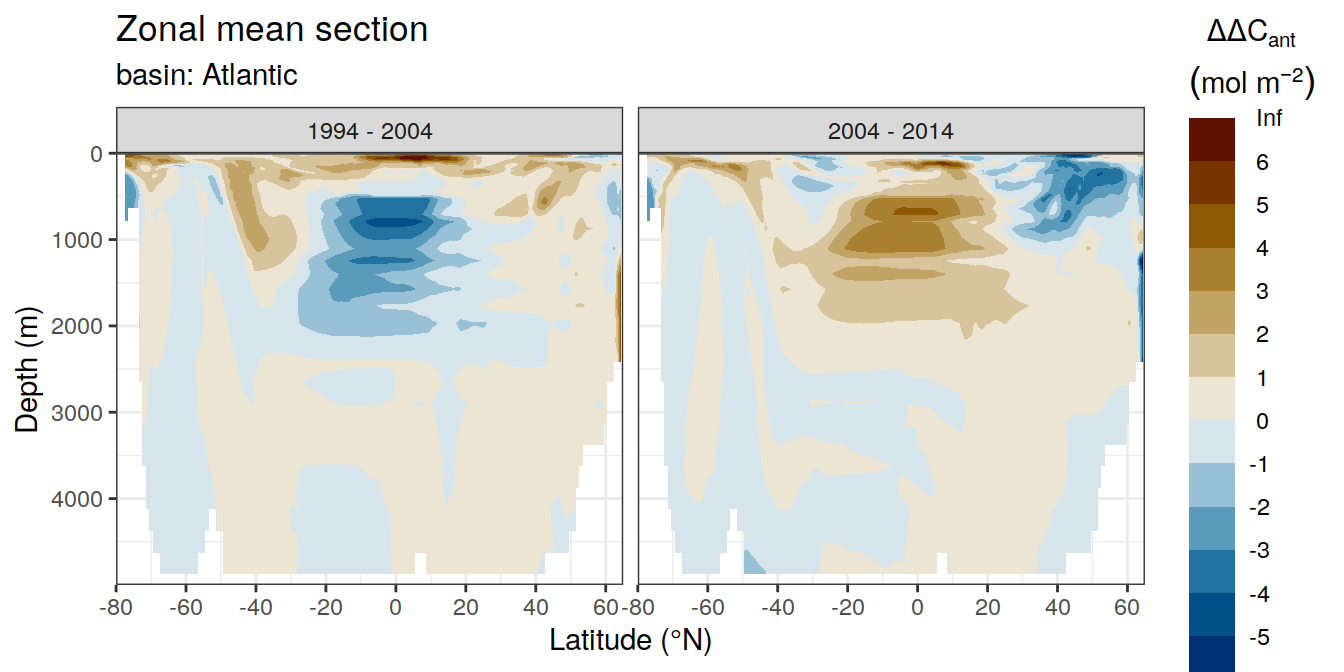 Zonal mean section
basin: Atlantic
1994 - 2004
2004 - 2014
0
1000
2000
3000
4000
Depth (m)
-80 -60 -40 -20 0 20 40 60
-80 -60 -40 -20 0 20 40 60
Latitude (°N)
ΔΔCant
(mol m⁻²)
Inf
6
5
4
3
2
1
0
-1
-2
-3
-4
-5